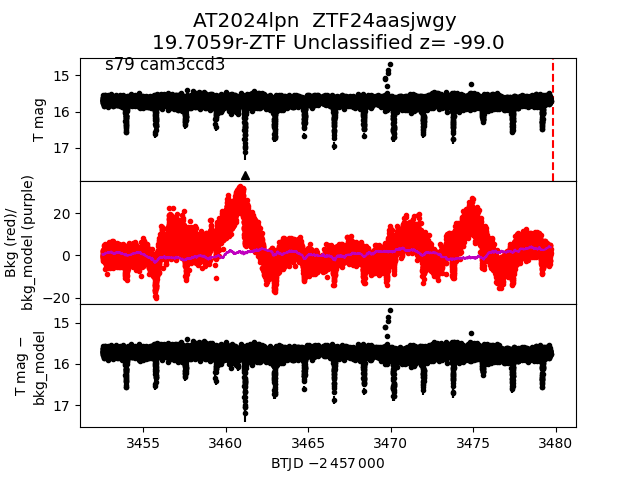 AT2024lpn ZTF24aasjwgy
19.7059r-ZTF Unclassified z= -99.0
s79 cam3ccd3
T mag
15
16
17
Bkg (red)/
bkg_model (purple)
20
0
−20
T mag −
bkg_model
15
16
17
3455 3460 3465 3470 3475 3480
BTJD −2 457 000